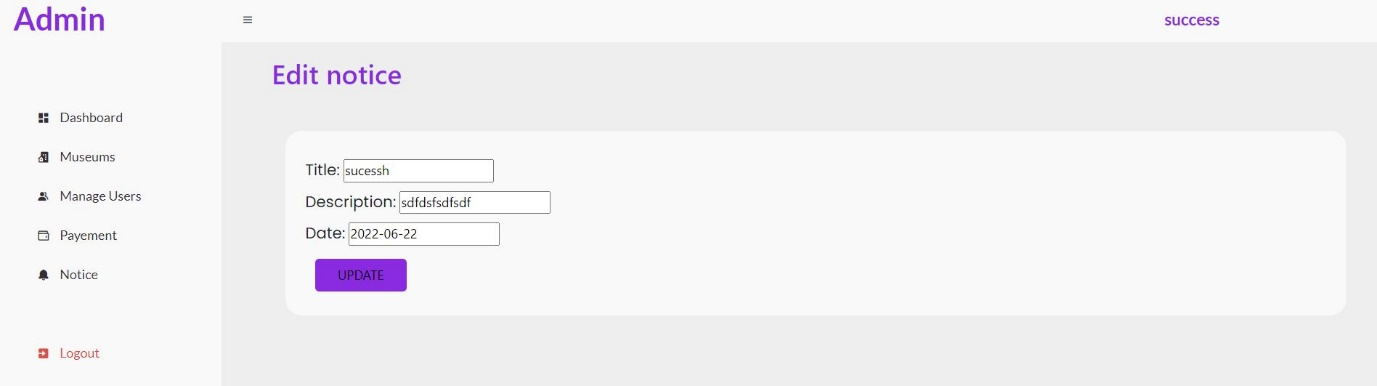 Admin
success
Edit notice
Dashboard
Museums
Manage Users
Payement
Notice
Logout
Title: sucessh
Description: sdfdsfsdfsdf
Date: 2022-06-22
UPDATE